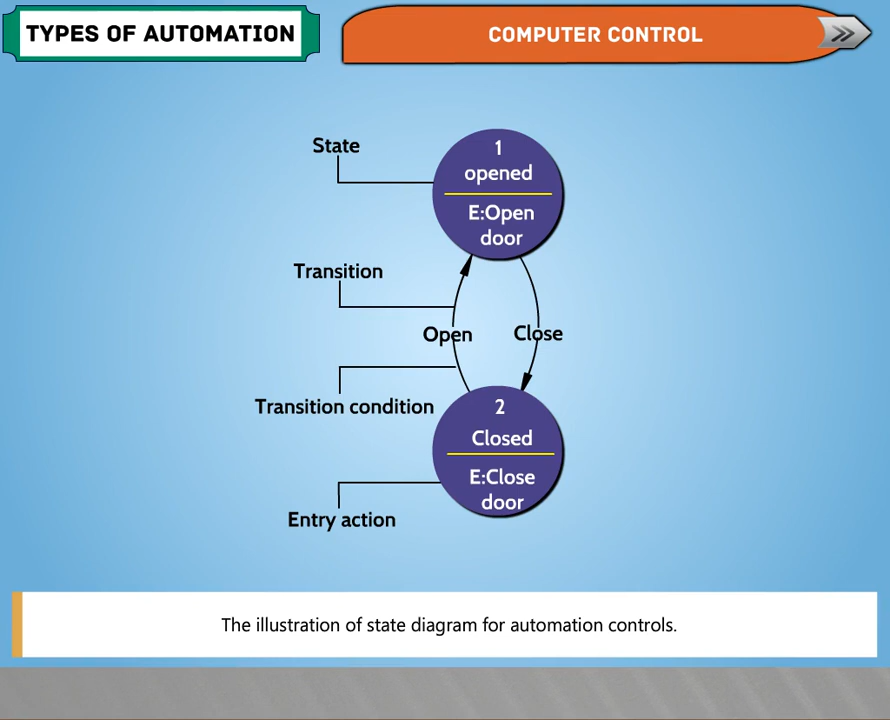 TYPES OF AUTOMATION
COMPUTER CONTROL
State
1
opened
E:Open
door
Transition
Open
Close
Transition condition
2
Closed
E:Close
door
Entry action
The illustration of state diagram for automation controls.